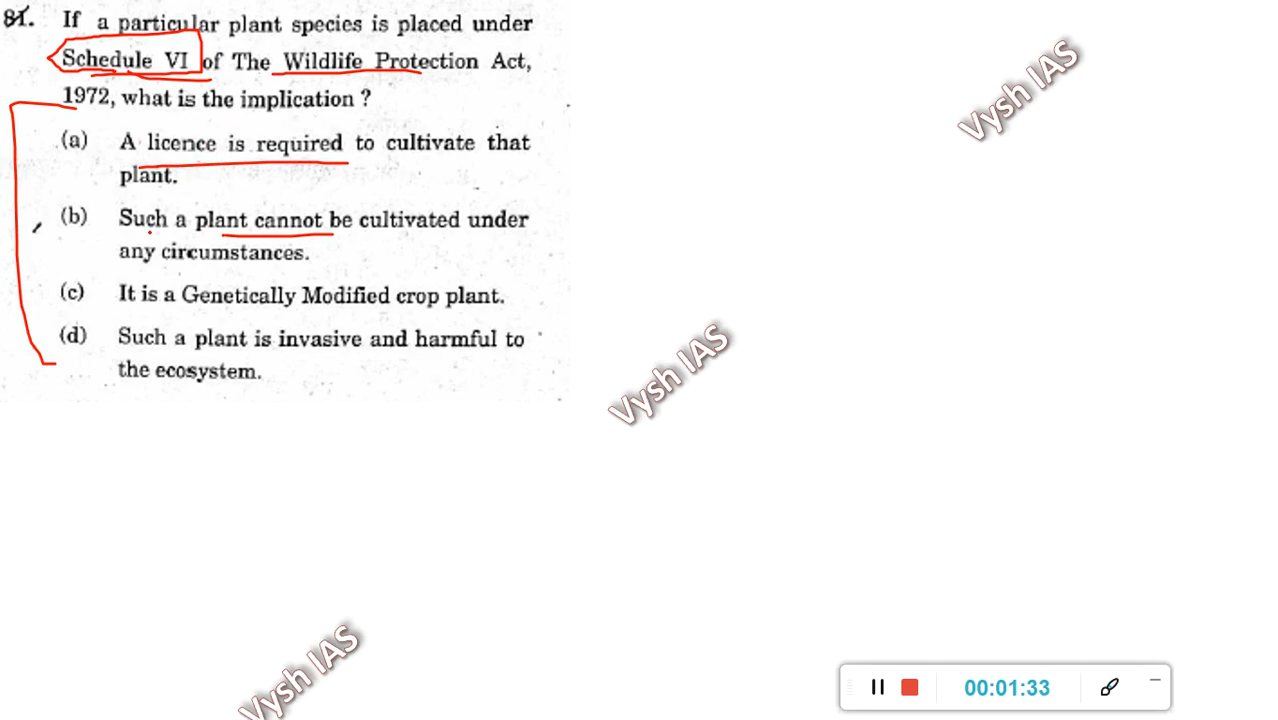 81. If a particular plant species is placed under
Schedule VI of The Wildlife Protection Act,
1972, what is the implication ?
(a) A licence is required to cultivate that
plant.
(b) Such a plant cannot be cultivated under
any circumstances.
(c) It is a Genetically Modified crop plant.
(d) Such a plant is invasive and harmful to
the ecosystem.
Vysh IAS
Vysh IAS
Vysh IAS
00:01:33